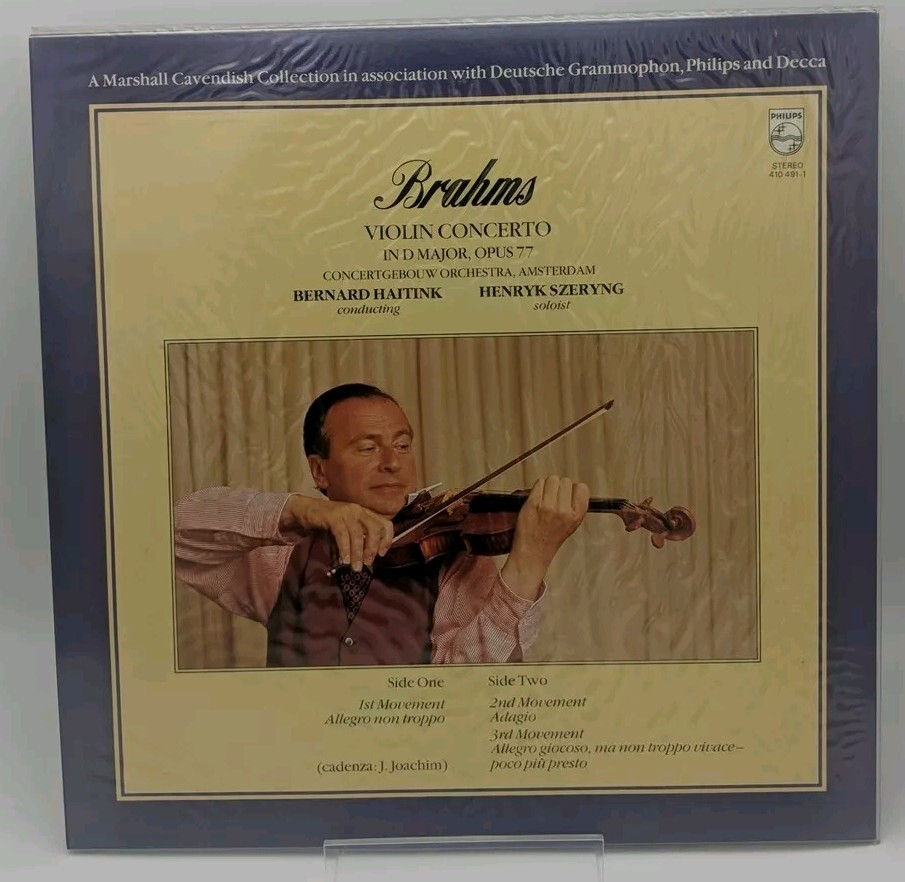 A Marshall Cavendish Collection in association with Deutsche Grammophon, Philips and Decca
PHILIPS
STEREO
410 491-1
Brahms
VIOLIN CONCERTO
IN D MAJOR, OPUS 77
CONCERTGEBOUW ORCHESTRA, AMSTERDAM
BERNARD HAITINK HENRYK SZERYNG
conducting soloist
Side One
1st Movement
Allegro non troppo
(cadenza: J. Joachim)
Side Two
2nd Movement
Adagio
3rd Movement
Allegro giocoso, ma non troppo vivace –
poco più presto